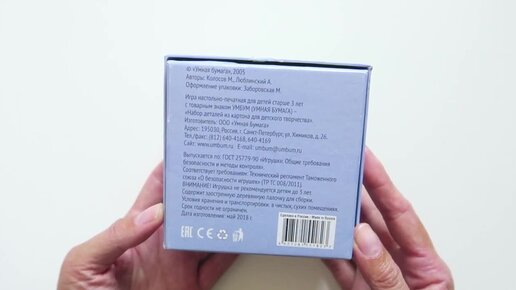 © «Умная бумага», 2005
Авторы: Колосов М., Люблинский А.
Оформление упаковки: Заборовская М.
Игра настольно-печатная для детей старше 3 лет
с товарным знаком УМБУМ (УМНАЯ БУМАГА) –
«Набор деталей из картона для детского творчества».
Изготовитель: ООО «Умная Бумага»
Адрес: 195030, Россия, г. Санкт-Петербург, ул. Химиков, д. 26.
Тел./факс: (812) 640-4168, 640-4169
Сайт: www.umbum.ru E-mail: umbum@umbum.ru
Выпускается по: ГОСТ 25779-90 «Игрушки. Общие требования
безопасности и методы контроля».
Соответствует требованиям: Технический регламент Таможенного
союза «О безопасности игрушек» (ТР ТС 008/2011).
ВНИМАНИЕ! Игрушка не рекомендуется детям до 3 лет.
Содержит заостренную деревянную палочку для сборки.
Условия хранения и транспортировки: в чистых, сухих помещениях.
Срок годности не ограничен.
Дата изготовления: май 2018 г.
Сделано в России / Made in Russia
EAC CE